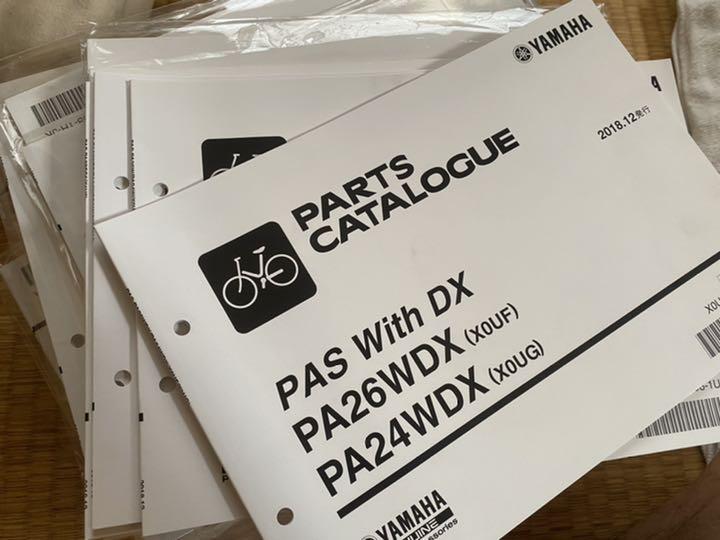 YAMAHA
2018.12発行
PARTS
CATALOGUE
PAS With DX
PA26WDX (X0UF)
PA24WDX (X0UG)
YAMAHA